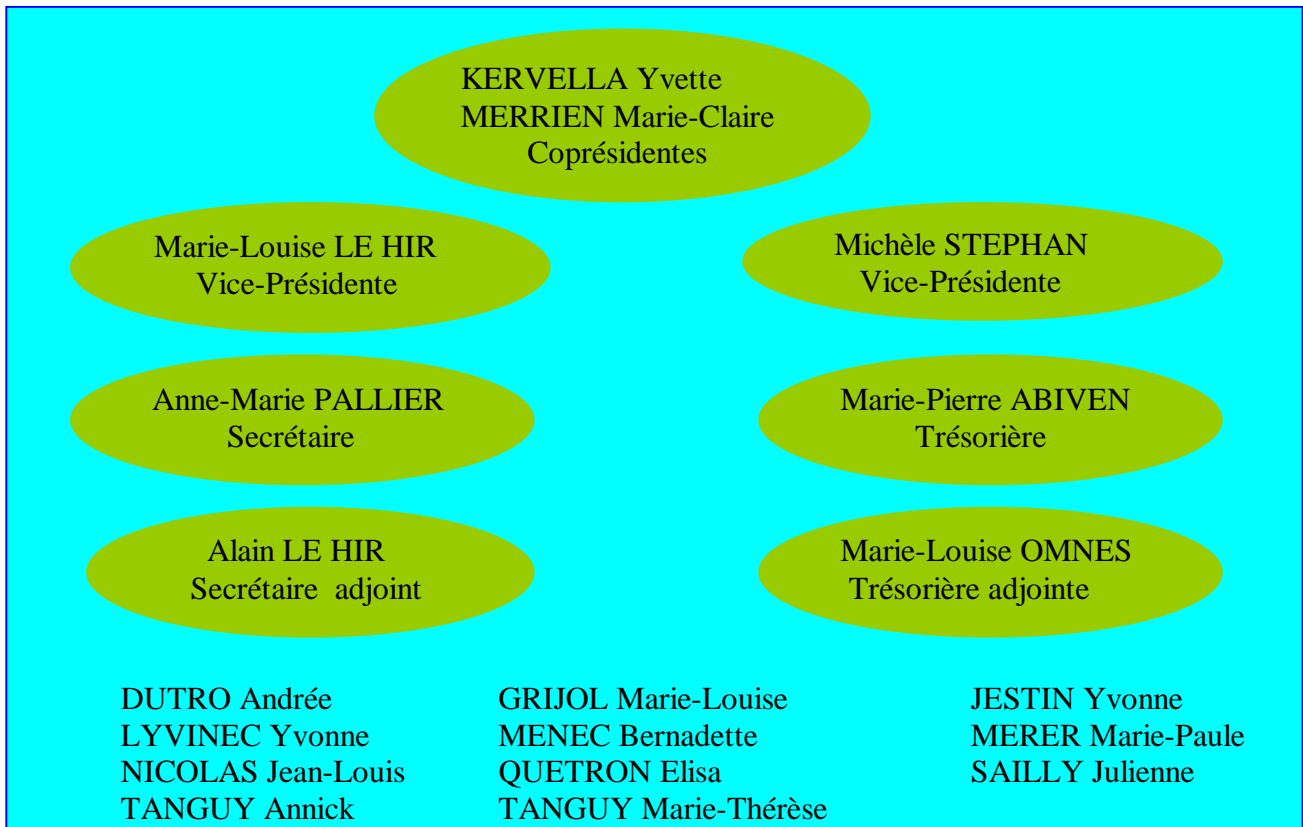 KERVELLA Yvette
MERRIEN Marie-Claire
Coprésidentes
Marie-Louise LE HIR
Vice-Présidente
Michèle STEPHAN
Vice-Présidente
Anne-Marie PALLIER
Secrétaire
Marie-Pierre ABIVEN
Trésorière
Alain LE HIR
Secrétaire adjoint
Marie-Louise OMNES
Trésorière adjointe
DUTRO Andrée GRIJOL Marie-Louise JESTIN Yvonne
LYVINEC Yvonne MENEC Bernadette MERER Marie-Paule
NICOLAS Jean-Louis QUETRON Elisa SAILLY Julienne
TANGUY Annick TANGUY Marie-Thérèse